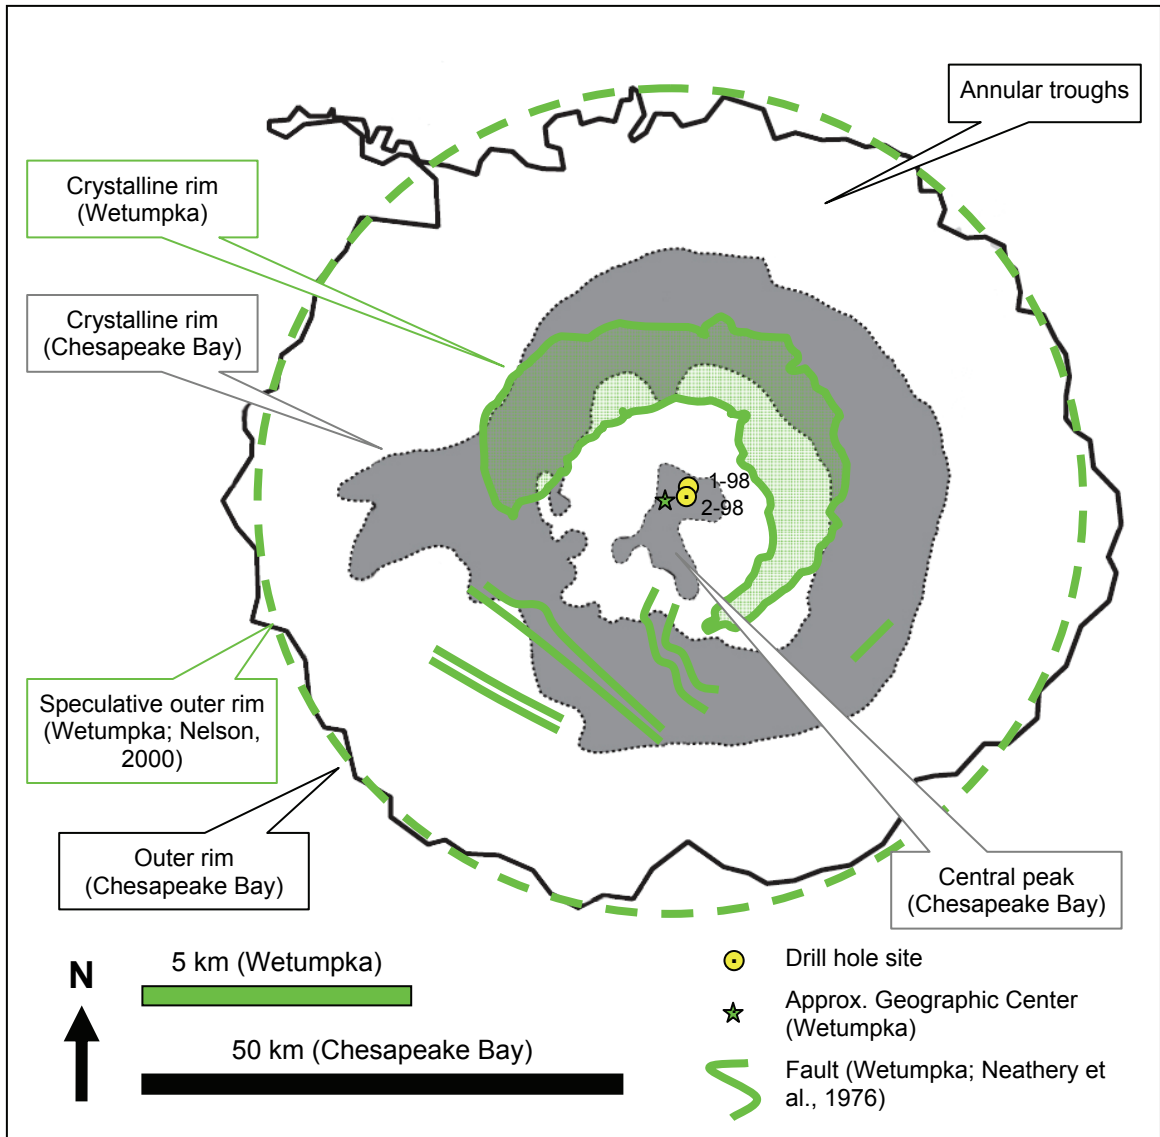 Annular troughs
Crystalline rim
(Wetumpka)
Crystalline rim
(Chesapeake Bay)
1-98
2-98
Speculative outer rim
(Wetumpka; Nelson,
2000)
Outer rim
(Chesapeake Bay)
Central peak
(Chesapeake Bay)
N
5 km (Wetumpka)
50 km (Chesapeake Bay)
Drill hole site
Approx. Geographic Center
(Wetumpka)
Fault (Wetumpka; Neathery et
al., 1976)